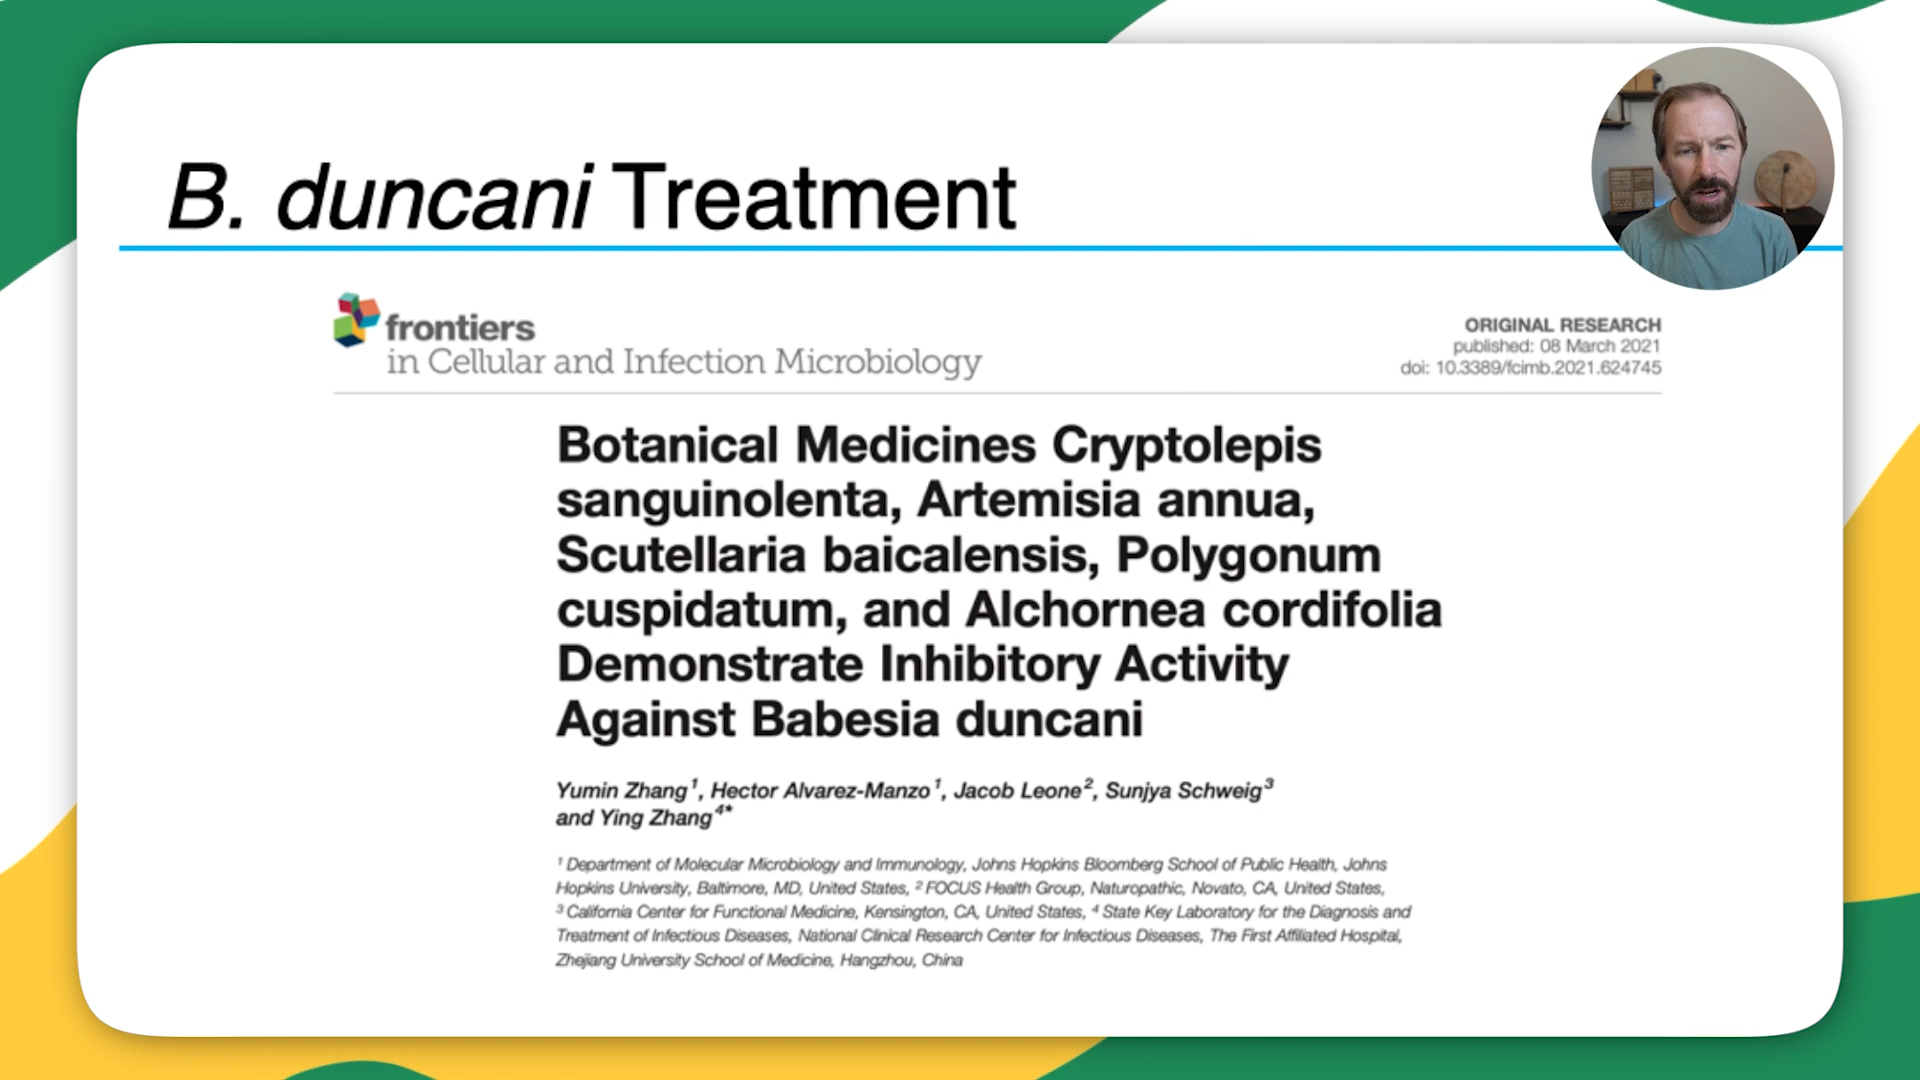 B. duncani Treatment
frontiers
in Cellular and Infection Microbiology
ORIGINAL RESEARCH
published: 08 March 2021
doi: 10.3389/fcimb.2021.624745
Botanical Medicines Cryptolepis
sanguinolenta, Artemisia annua,
Scutellaria baicalensis, Polygonum
cuspidatum, and Alchornea cordifolia
Demonstrate Inhibitory Activity
Against Babesia duncani
Yumin Zhang¹, Hector Alvarez-Manzo¹, Jacob Leone², Sunjya Schweig³
and Ying Zhang⁴*
¹ Department of Molecular Microbiology and Immunology, Johns Hopkins Bloomberg School of Public Health, Johns
Hopkins University, Baltimore, MD, United States, ² FOCUS Health Group, Naturopathic, Novato, CA, United States,
³ California Center for Functional Medicine, Kensington, CA, United States, ⁴ State Key Laboratory for the Diagnosis and
Treatment of Infectious Diseases, National Clinical Research Center for Infectious Diseases, The First Affiliated Hospital,
Zhejiang University School of Medicine, Hangzhou, China